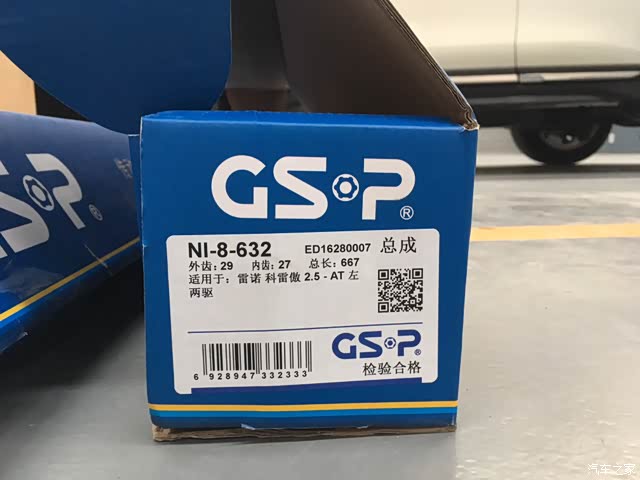 GS P
GSP®
NI-8-632 ED16280007 总成
外齿：29 内齿：27 总长：667
适用于：雷诺 科雷傲 2.5 - AT 左
两驱
6 928947 332333
GSP®
检验合格
汽车之家